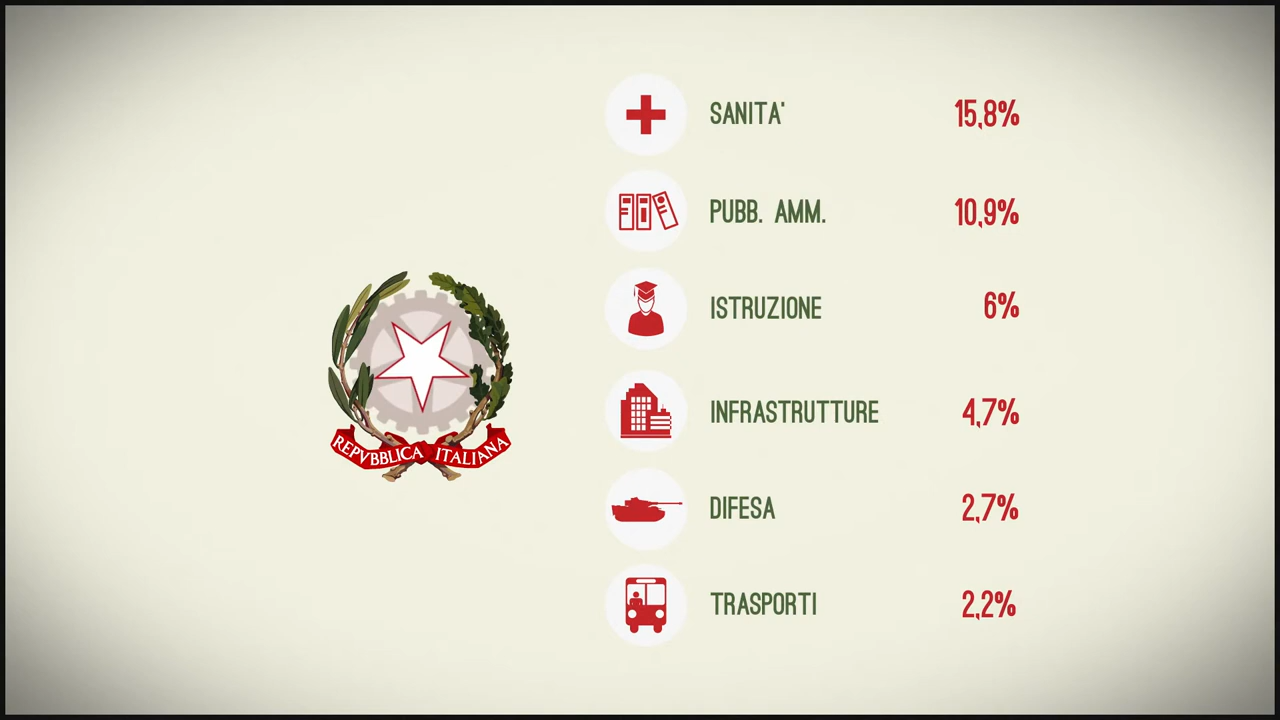 SANITA' 15,8%
PUBB. AMM. 10,9%
ISTRUZIONE 6%
INFRASTRUTTURE 4,7%
DIFESA 2,7%
TRASPORTI 2,2%
REPVBBLICA ITALIANA